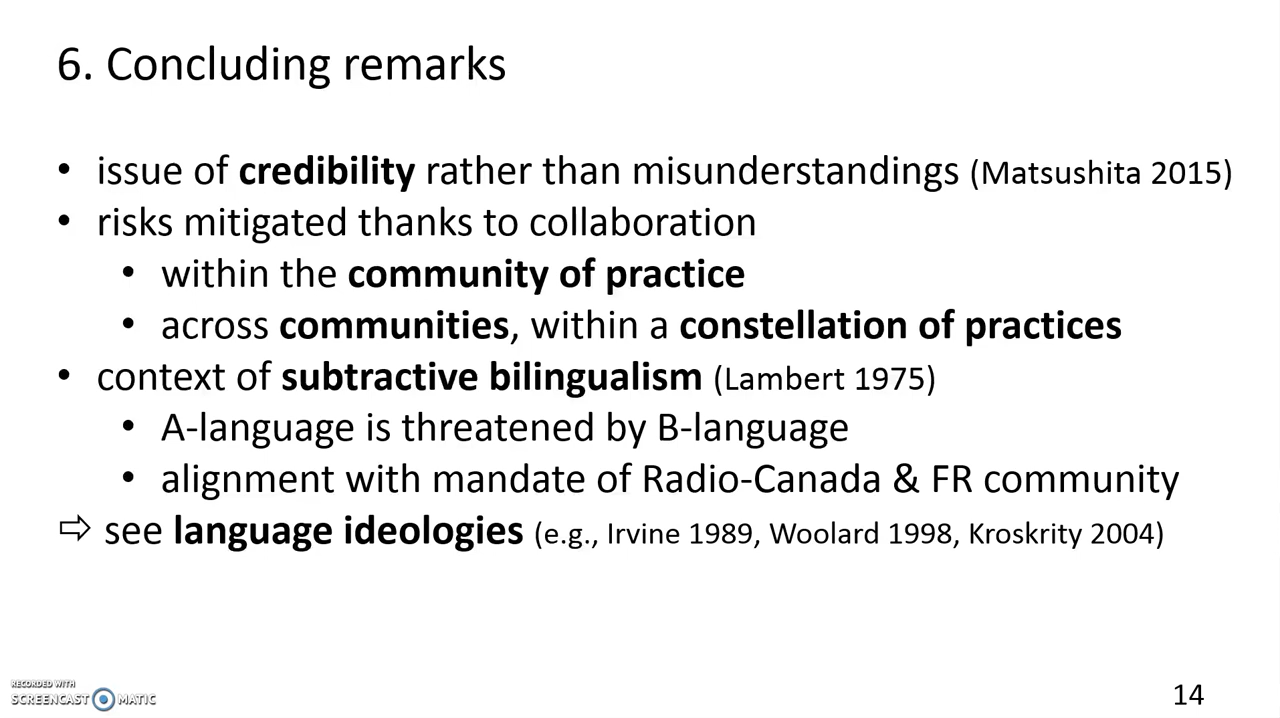 6. Concluding remarks
• issue of credibility rather than misunderstandings (Matsushita 2015)
• risks mitigated thanks to collaboration
• within the community of practice
• across communities, within a constellation of practices
• context of subtractive bilingualism (Lambert 1975)
• A-language is threatened by B-language
• alignment with mandate of Radio-Canada & FR community
⇨ see language ideologies (e.g., Irvine 1989, Woolard 1998, Kroskrity 2004)
RECORDED WITH
SCREENCAST MATIC
14